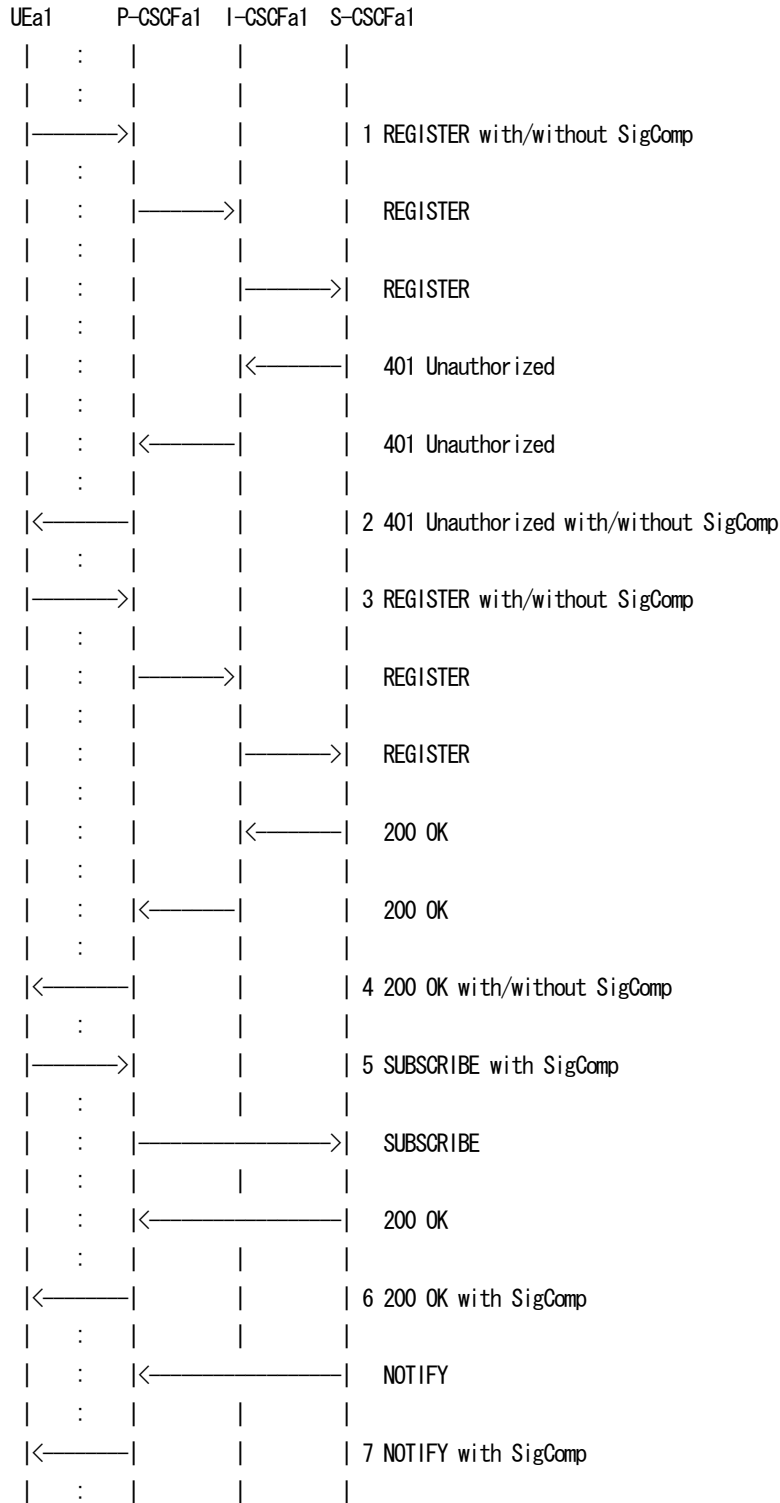 UEa1 P-CSCFa1 I-CSCFa1 S-CSCFa1
1 REGISTER with/without SigComp
REGISTER
REGISTER
401 Unauthorized
401 Unauthorized
2 401 Unauthorized with/without SigComp
3 REGISTER with/without SigComp
REGISTER
REGISTER
200 OK
200 OK
4 200 OK with/without SigComp
5 SUBSCRIBE with SigComp
SUBSCRIBE
200 OK
6 200 OK with SigComp
NOTIFY
7 NOTIFY with SigComp